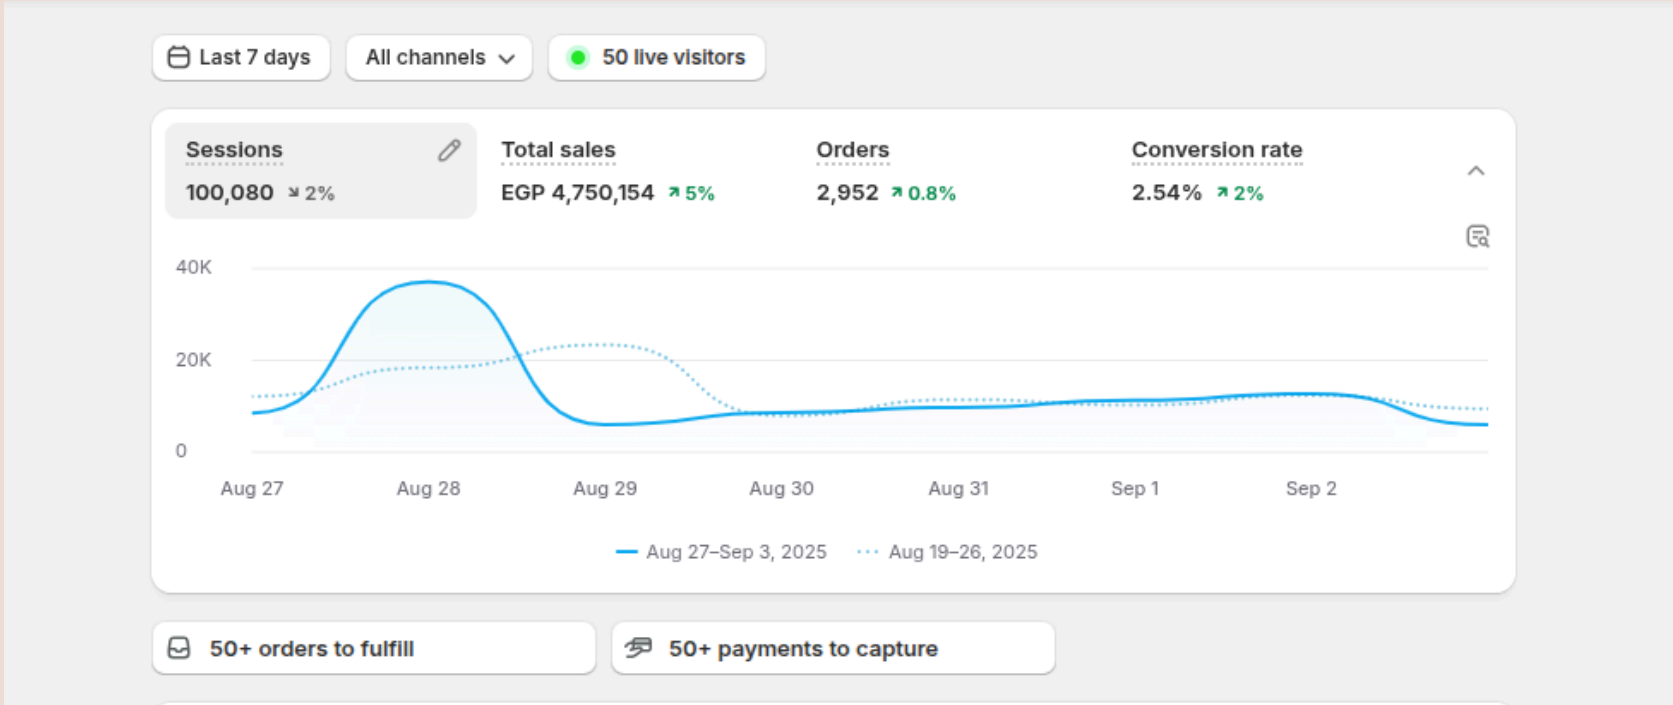 Last 7 days
All channels
50 live visitors
Sessions
100,080 2%
Total sales
EGP 4,750,154 5%
Orders
2,952 0.8%
Conversion rate
2.54% 2%
40K
20K
0
Aug 27 Aug 28 Aug 29 Aug 30 Aug 31 Sep 1 Sep 2
Aug 27–Sep 3, 2025 Aug 19–26, 2025
50+ orders to fulfill
50+ payments to capture